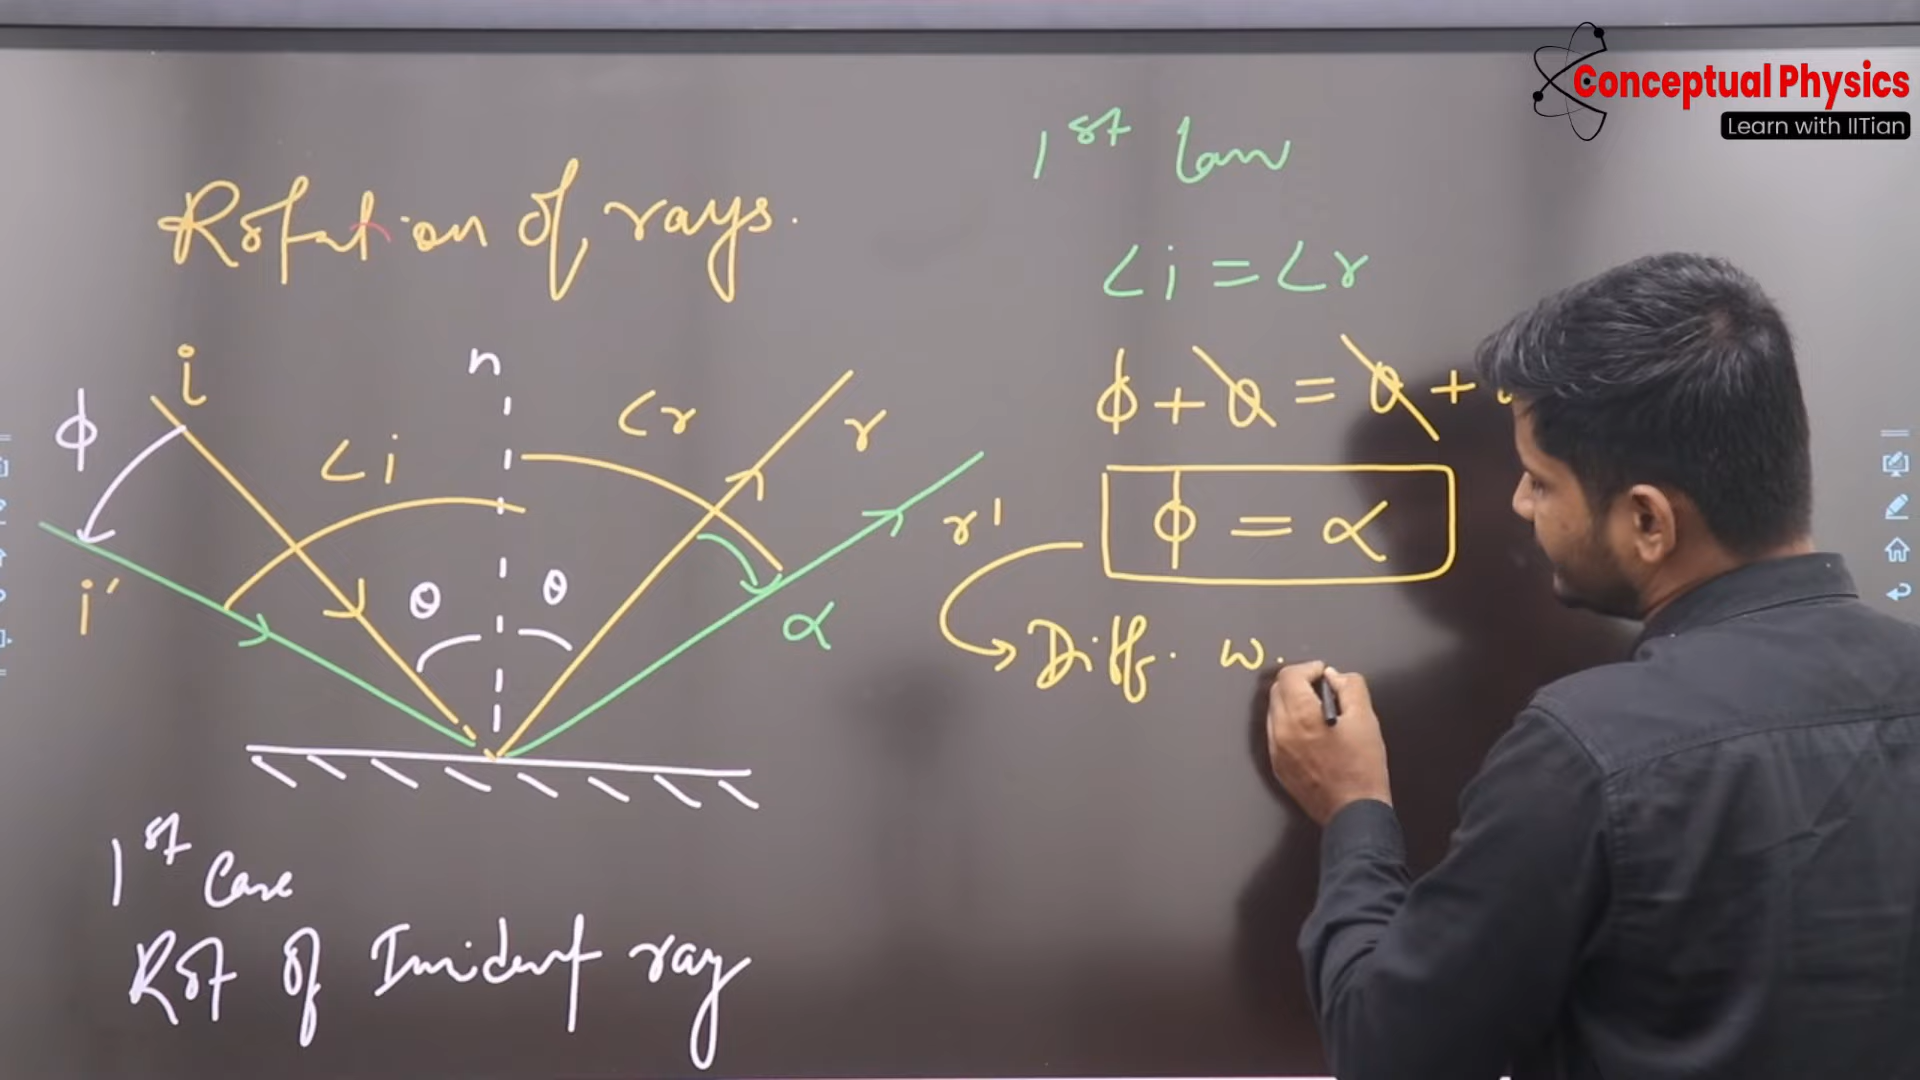 Conceptual Physics
Learn with IITian
Rotation of rays.
i
n
ϕ
∠i
∠r
r
i'
θ
θ
r'
α
1st Case
Rot of Incident ray
1st law
∠i = ∠r
ϕ + θ = θ +
ϕ = α
Diff. w.